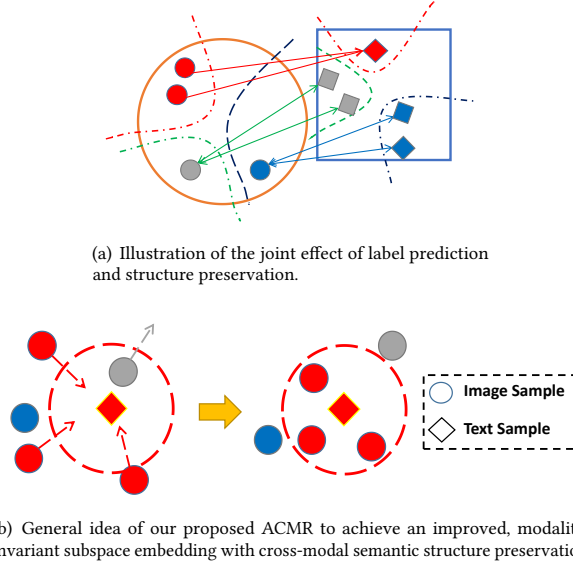 (a) Illustration of the joint effect of label prediction
and structure preservation.
Image Sample
Text Sample
b) General idea of our proposed ACMR to achieve an improved, modalit
nvariant subspace embedding with cross-modal semantic structure preservatio